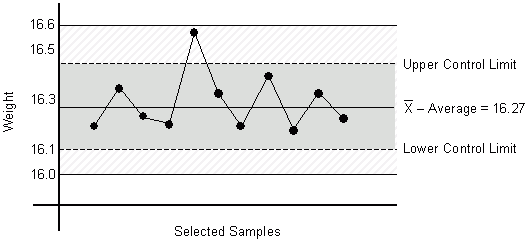 16.6
16.5
Upper Control Limit
16.3
X̅ – Average = 16.27
Weight
16.1
Lower Control Limit
16.0
Selected Samples